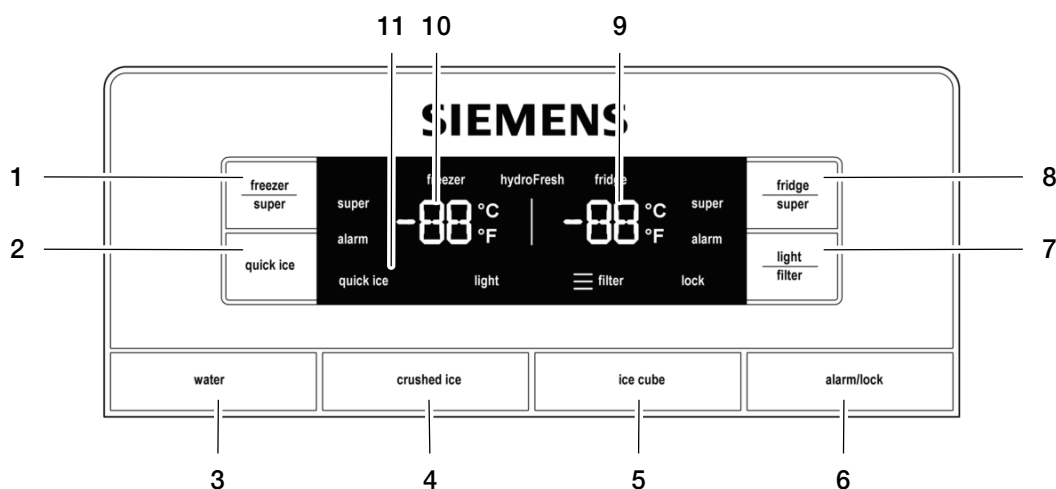 11 10 9
SIEMENS
1 freezer super
freezer hydroFresh fridge
8 fridge super
super -88 °C °F -88 °C °F super
alarm alarm
2 quick ice
7 light filter
quick ice light filter lock
water crushed ice ice cube alarm/lock
3 4 5 6